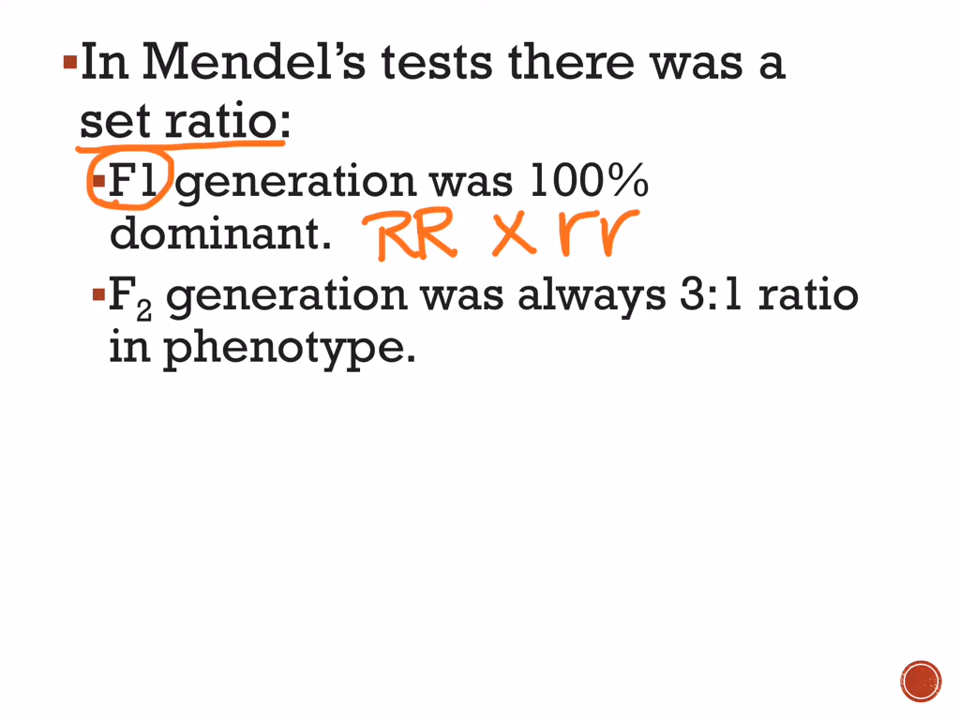 ▪In Mendel's tests there was a
set ratio:
▪F1 generation was 100%
dominant. RR X rr
▪F₂ generation was always 3:1 ratio
in phenotype.